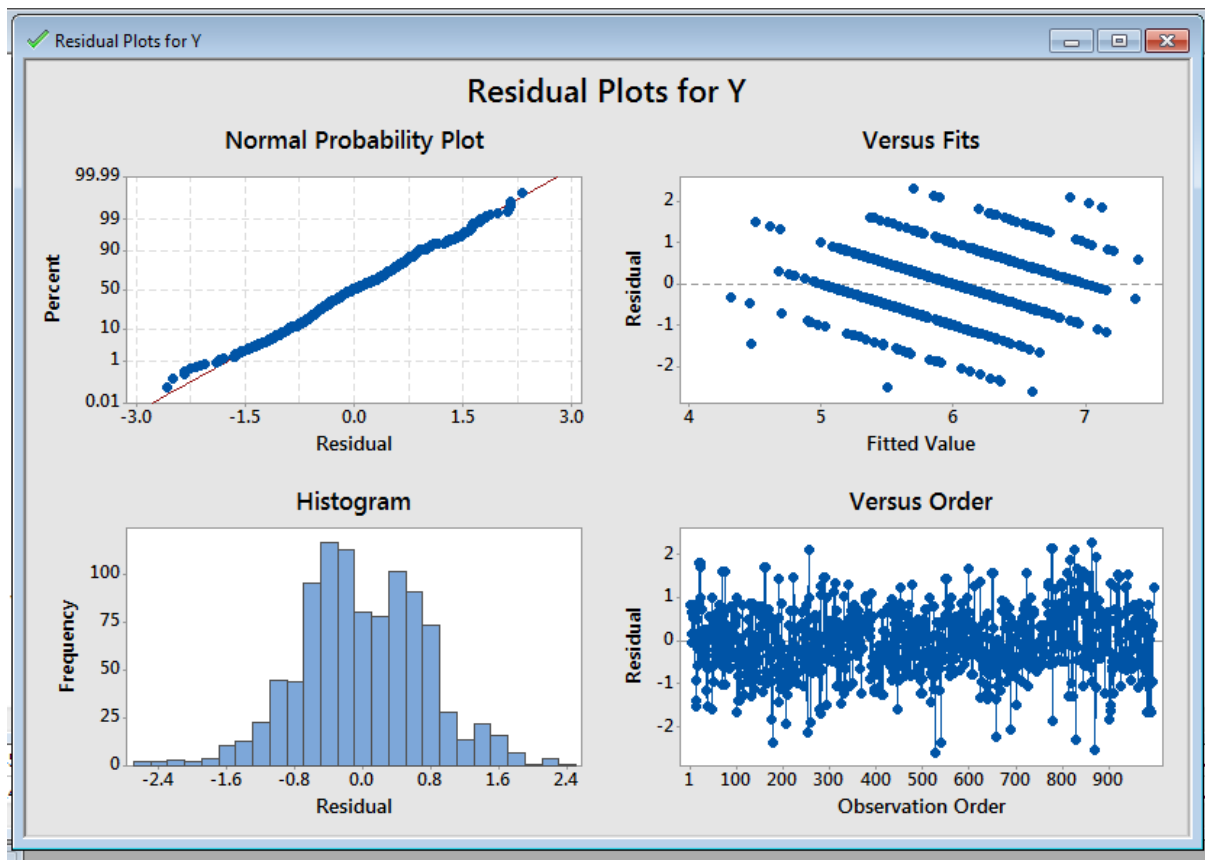 Residual Plots for Y
Residual Plots for Y
Normal Probability Plot
99.99
99
90
50
10
1
0.01
Percent
-3.0 -1.5 0.0 1.5 3.0
Residual
Versus Fits
2
1
0
-1
-2
Residual
4 5 6 7
Fitted Value
Histogram
100
75
50
25
0
Frequency
-2.4 -1.6 -0.8 0.0 0.8 1.6 2.4
Residual
Versus Order
2
1
0
-1
-2
Residual
1 100 200 300 400 500 600 700 800 900
Observation Order